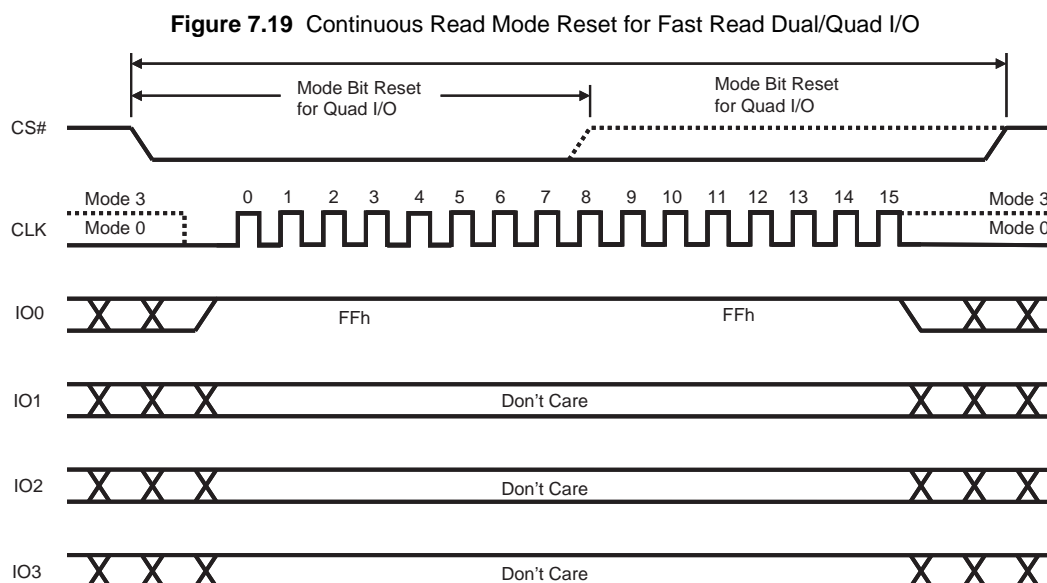 Figure 7.19 Continuous Read Mode Reset for Fast Read Dual/Quad I/O
Mode Bit Reset
for Quad I/O
Mode Bit Reset
for Quad I/O
CS#
Mode 3
0 1 2 3 4 5 6 7 8 9 10 11 12 13 14 15
Mode 3
CLK
Mode 0
Mode 0
IO0
FFh
FFh
IO1
Don't Care
IO2
Don't Care
IO3
Don't Care